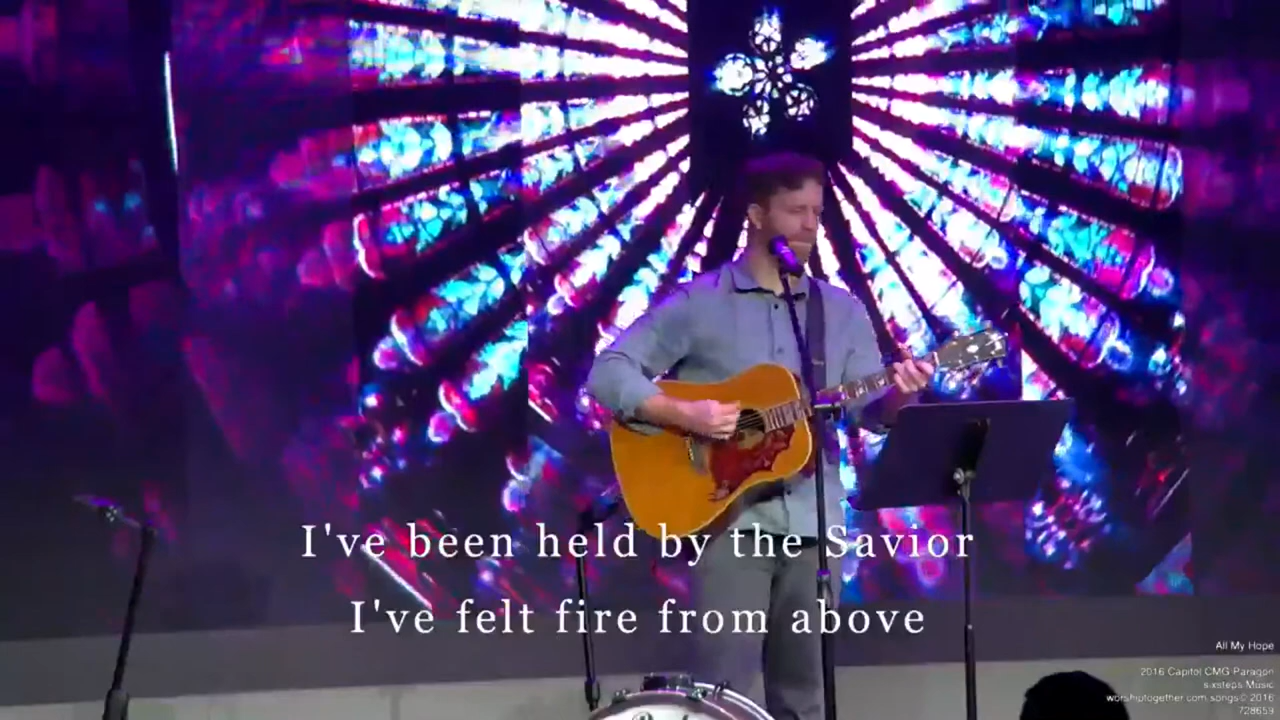 I've been held by the Savior
I've felt fire from above
All My Hope
2016 Capitol CMG Paragon
sixsteps Music
worshiptogether.com songs© 2016
728659